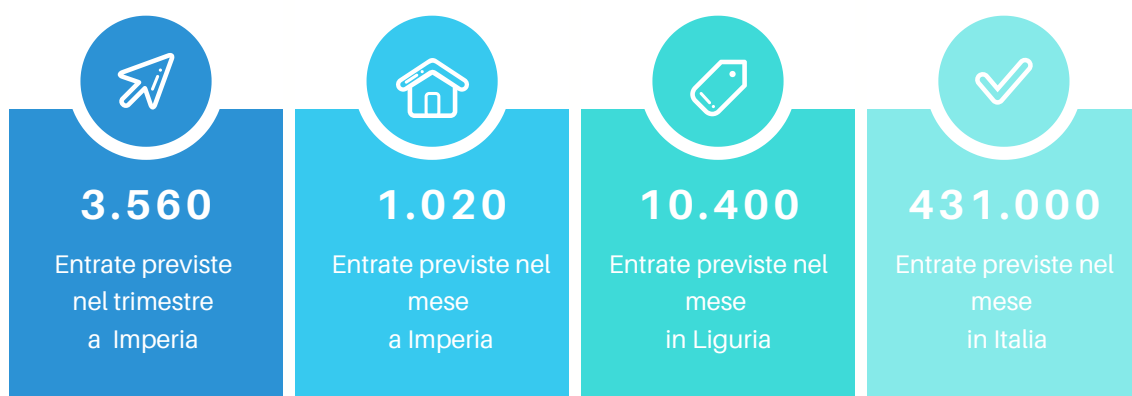 3.560
Entrate previste
nel trimestre
a Imperia
1.020
Entrate previste nel
mese
a Imperia
10.400
Entrate previste nel
mese
in Liguria
431.000
Entrate previste nel
mese
in Italia